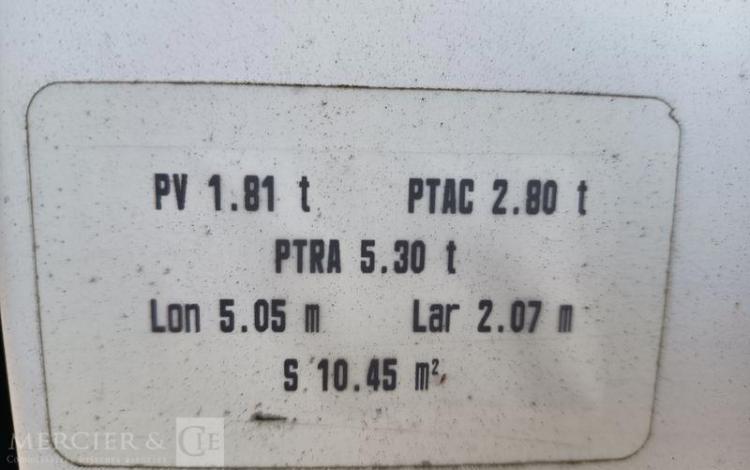 PV 1.81 t PTAC 2.80 t
PTRA 5.30 t
Lon 5.05 m Lar 2.07 m
S 10.45 m²
MERCIER & CIE